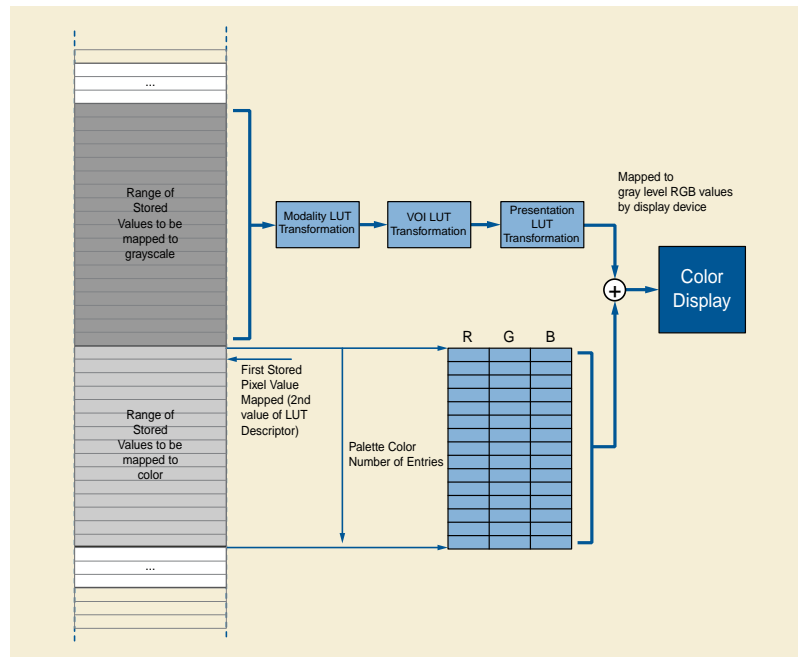 ...
Range of
Stored
Values to be
mapped to
grayscale
Modality LUT
Transformation
VOI LUT
Transformation
Presentation
LUT
Transformation
Mapped to
gray level RGB values
by display device
+
Color
Display
R G B
First Stored
Pixel Value
Mapped (2nd
value of LUT
Descriptor)
Range of
Stored
Values to be
mapped to
color
Palette Color
Number of Entries
...